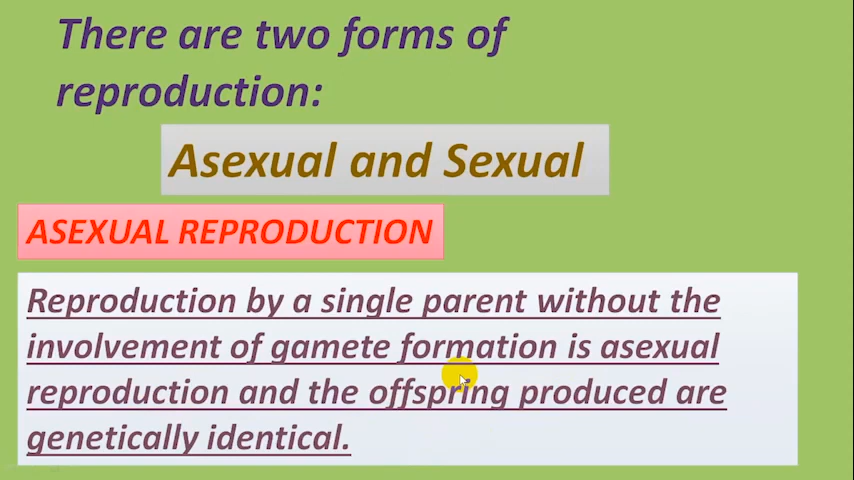 There are two forms of
reproduction:
Asexual and Sexual
ASEXUAL REPRODUCTION
Reproduction by a single parent without the
involvement of gamete formation is asexual
reproduction and the offspring produced are
genetically identical.